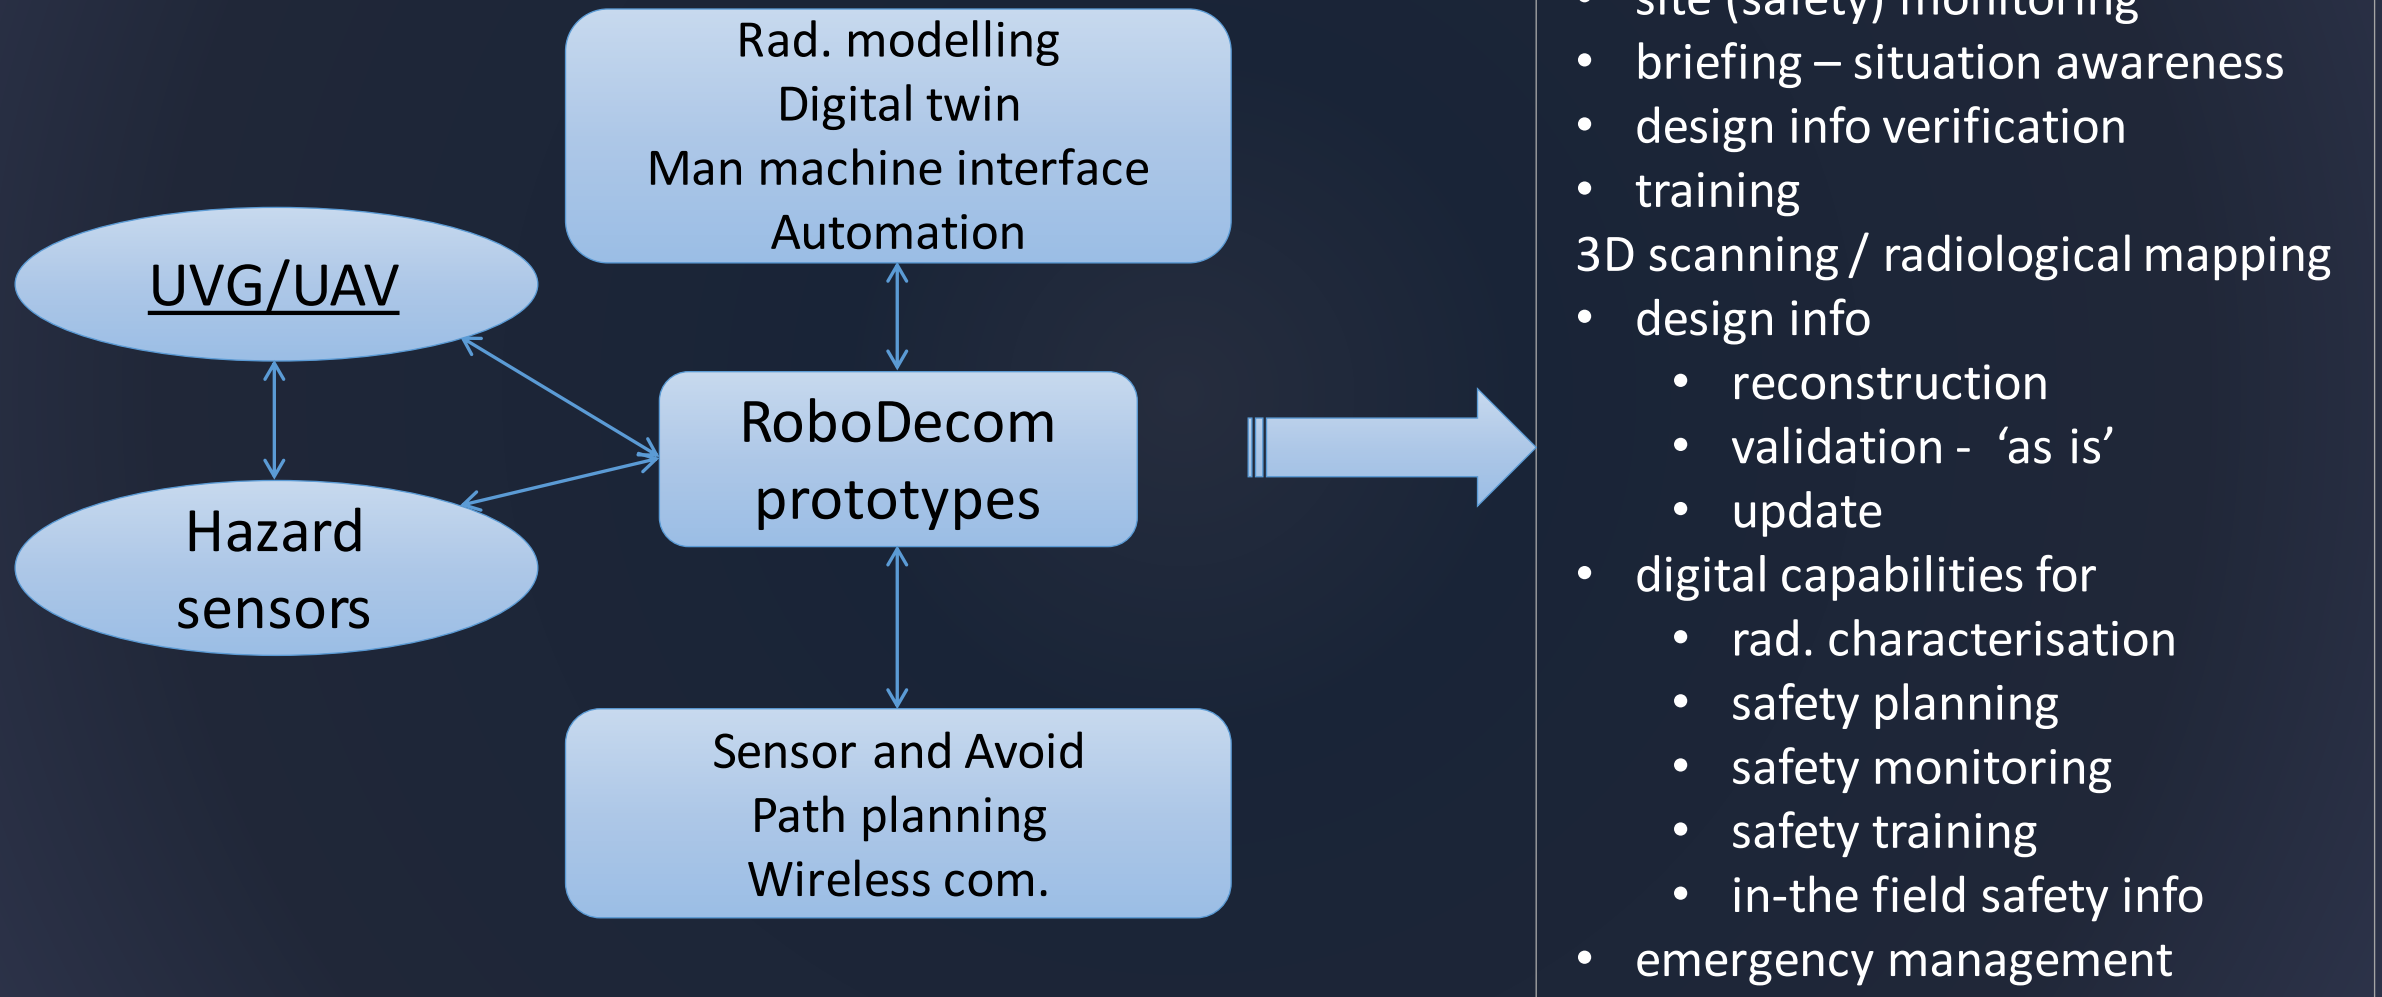 Rad. modelling
Digital twin
Man machine interface
Automation
UVG/UAV
RoboDecom
prototypes
Hazard
sensors
Sensor and Avoid
Path planning
Wireless com.
• site (safety) monitoring
• briefing – situation awareness
• design info verification
• training
3D scanning / radiological mapping
• design info
• reconstruction
• validation - ‘as is’
• update
• digital capabilities for
• rad. characterisation
• safety planning
• safety monitoring
• safety training
• in-the field safety info
• emergency management